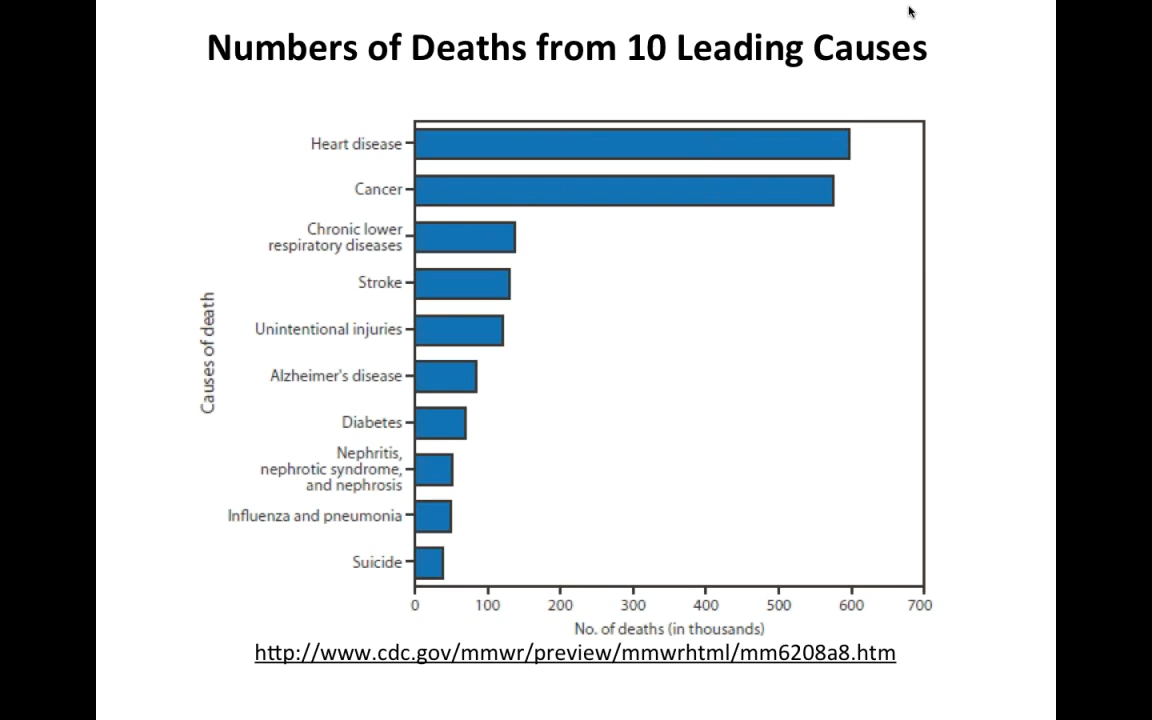 Numbers of Deaths from 10 Leading Causes
Heart disease
Cancer
Chronic lower
respiratory diseases
Stroke
Unintentional injuries
Alzheimer's disease
Diabetes
Nephritis,
nephrotic syndrome,
and nephrosis
Influenza and pneumonia
Suicide
Causes of death
0 100 200 300 400 500 600 700
No. of deaths (in thousands)
http://www.cdc.gov/mmwr/preview/mmwrhtml/mm6208a8.htm